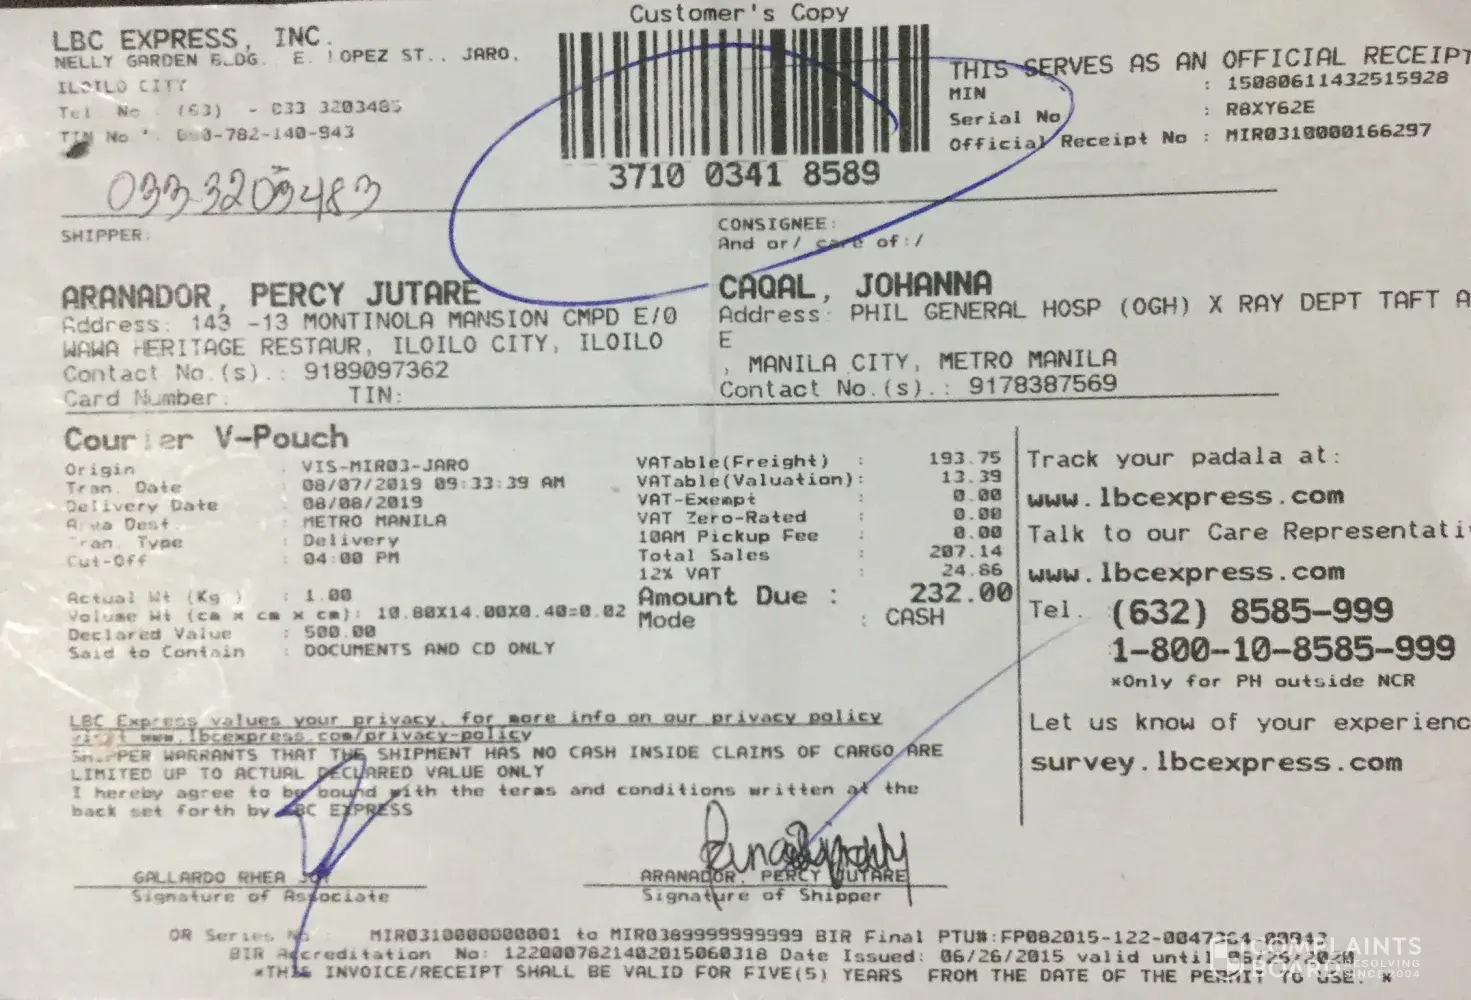 Customer's Copy
LBC EXPRESS, INC.
NELLY GARDEN BLDG. E. LOPEZ ST., JARO,
ILOILO CITY
Tel No (63) - 033 3203485
TIN No -782-140-943
033 3203483
3710 0341 8589
THIS SERVES AS AN OFFICIAL RECEIPT
MIN : 15080611432515928
Serial No : R8XY62E
Official Receipt No : MIR0310000166297
SHIPPER:
ARANADOR, PERCY JUTARE
Address: 143 -13 MONTINOLA MANSION CMPD E/O
WAWA HERITAGE RESTAUR, ILOILO CITY, ILOILO
Contact No.(s).: 9189097362
Card Number: TIN:
CONSIGNEE:
And or/ care of:/
CAQAL, JOHANNA
Address: PHIL GENERAL HOSP (OGH) X RAY DEPT TAFT A
E
, MANILA CITY, METRO MANILA
Contact No.(s).: 9178387569
Courier V-Pouch
Origin : VIS-MIR03-JARO
Tran. Date : 08/07/2019 09:33:39 AM
Delivery Date : 08/08/2019
Area Dest. : METRO MANILA
Tran. Type : Delivery
Cut-Off : 04:00 PM
Actual Wt (Kg ) : 1.00
Volume Wt (cm x cm x cm): 10.80X14.00X0.40=0.02
Declared Value : 500.00
Said to Contain : DOCUMENTS AND CD ONLY
VATable(Freight) : 193.75
VATable(Valuation): 13.39
VAT-Exempt : 0.00
VAT Zero-Rated : 0.00
10AM Pickup Fee : 0.00
Total Sales : 207.14
12% VAT : 24.86
Amount Due : 232.00
Mode : CASH
Track your padala at:
www.lbcexpress.com
Talk to our Care Representati
www.lbcexpress.com
Tel. (632) 8585-999
1-800-10-8585-999
*Only for PH outside NCR
Let us know of your experienc
survey.lbcexpress.com
LBC Express values your privacy, for more info on our privacy policy
visit www.lbcexpress.com/privacy-policy
SHIPPER WARRANTS THAT THE SHIPMENT HAS NO CASH INSIDE CLAIMS OF CARGO ARE
LIMITED UP TO ACTUAL DECLARED VALUE ONLY
I hereby agree to be bound with the terms and conditions written at the
back set forth by LBC EXPRESS
GALLARDO RHEA JOY
Signature of Associate
ARANADOR, PERCY JUTARE
Signature of Shipper
OR Series No : MIR0310000000001 to MIR0389999999999 BIR Final PTU#:FP082015-122-0047264-00943
BIR Accreditation No: 1220007821402015060318 Date Issued: 06/26/2015 valid until
*THIS INVOICE/RECEIPT SHALL BE VALID FOR FIVE(5) YEARS FROM THE DATE OF THE PERMIT TO USE. *
COMPLAINTS
BOARD
RESOLVING
SINCE 2004